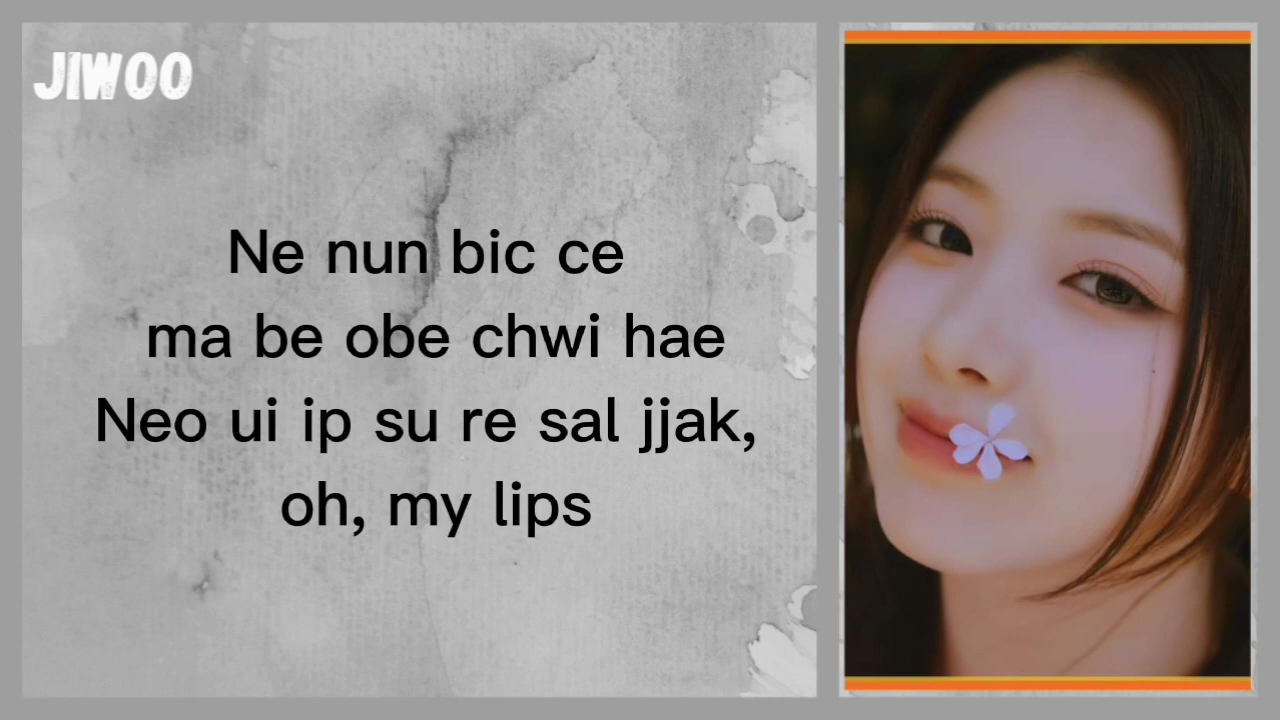 JIWOO
Ne nun bic ce
ma be obe chwi hae
Neo ui ip su re sal jjak,
oh, my lips